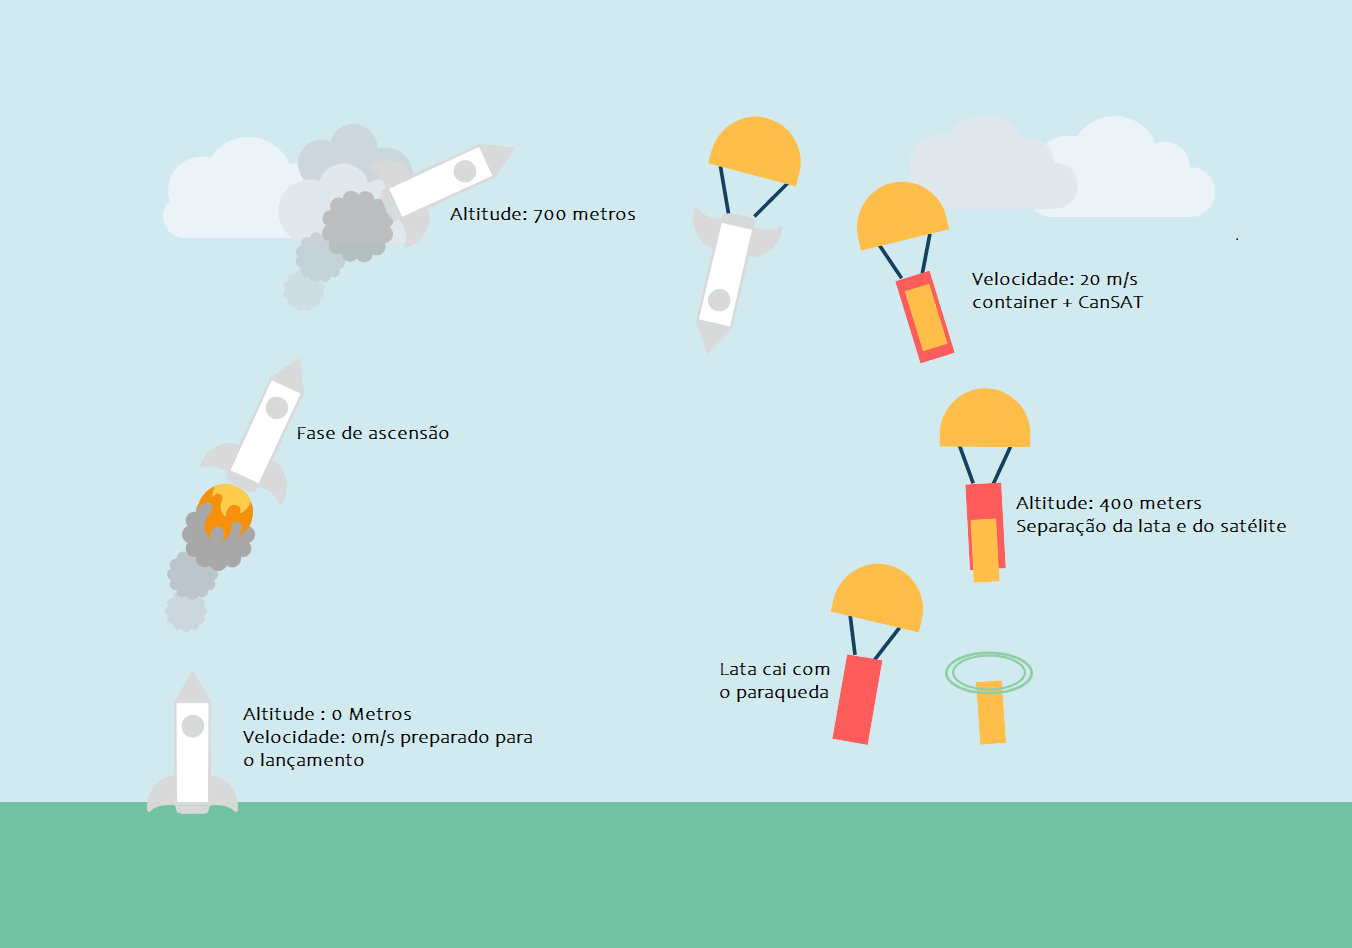 Altitude: 700 metros
Velocidade: 20 m/s
container + CanSAT
Fase de ascensão
Altitude: 400 meters
Separação da lata e do satélite
Lata cai com
o paraqueda
Altitude : 0 Metros
Velocidade: 0m/s preparado para
o lançamento